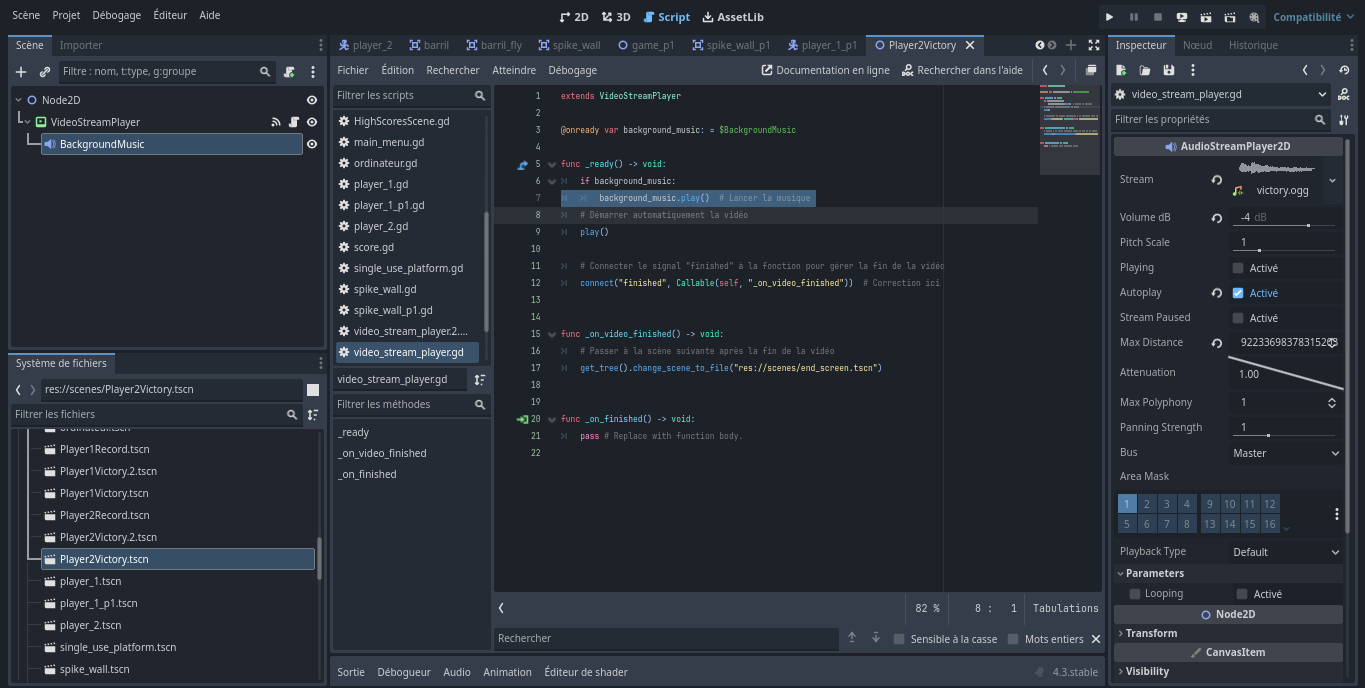 Scène Projet Débogage Éditeur Aide
2D 3D Script AssetLib
Compatibilité
Scène Importer
Filtre : nom, t:type, g:groupe
Node2D
VideoStreamPlayer
BackgroundMusic
Système de fichiers
res://scenes/Player2Victory.tscn
Filtrer les fichiers
Player1Record.tscn
Player1Victory.2.tscn
Player1Victory.tscn
Player2Record.tscn
Player2Victory.2.tscn
Player2Victory.tscn
player_1.tscn
player_1_p1.tscn
player_2.tscn
single_use_platform.tscn
spike_wall.tscn
player_2 barril barril_fly spike_wall game_p1 spike_wall_p1 player_1_p1 Player2Victory
Fichier Édition Rechercher Atteindre Débogage
Documentation en ligne Rechercher dans l'aide
Filtrer les scripts
HighScoresScene.gd
main_menu.gd
ordinateur.gd
player_1.gd
player_1_p1.gd
player_2.gd
score.gd
single_use_platform.gd
spike_wall.gd
spike_wall_p1.gd
video_stream_player.2....
video_stream_player.gd
video_stream_player.gd
Filtrer les méthodes
_ready
_on_video_finished
_on_finished
1 extends VideoStreamPlayer
2
3 @onready var background_music: = $BackgroundMusic
4
5 func _ready() -> void:
6 if background_music:
7 background_music.play() # Lancer la musique
8 # Démarrer automatiquement la vidéo
9 play()
10
11 # Connecter le signal "finished" à la fonction pour gérer la fin de la vidéo
12 connect("finished", Callable(self, "_on_video_finished")) # Correction ici
13
14
15 func _on_video_finished() -> void:
16 # Passer à la scène suivante après la fin de la vidéo
17 get_tree().change_scene_to_file("res://scenes/end_screen.tscn")
18
19
20 func _on_finished() -> void:
21 pass # Replace with function body.
22
82 % 8 : 1 Tabulations
Rechercher
Sensible à la casse Mots entiers
Sortie Débogueur Audio Animation Éditeur de shader
4.3.stable
Inspecteur Nœud Historique
video_stream_player.gd
Filtrer les propriétés
AudioStreamPlayer2D
Stream
victory.ogg
Volume dB -4 dB
Pitch Scale 1
Playing Activé
Autoplay Activé
Stream Paused Activé
Max Distance
Attenuation 1.00
Max Polyphony 1
Panning Strength 1
Bus Master
Area Mask
1 2 3 4 9 10 11 12
5 6 7 8 13 14 15 16
Playback Type Default
Parameters
Looping Activé
Node2D
Transform
CanvasItem
Visibility